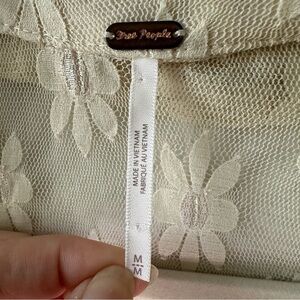 Free People
MADE IN VIETNAM
FABRIQUÉ AU VIETNAM
M
M